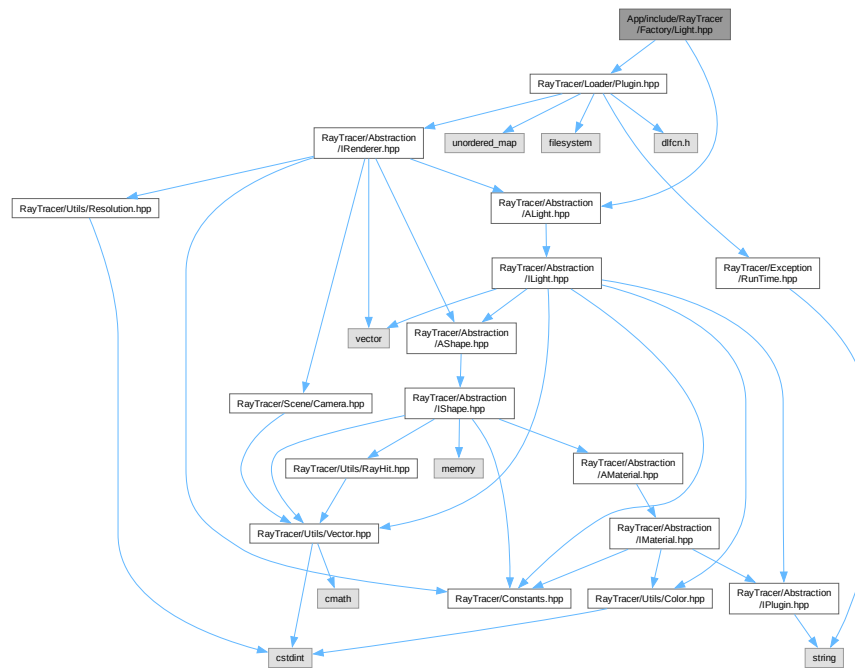 App/include/RayTracer
/Factory/Light.hpp
RayTracer/Loader/Plugin.hpp
RayTracer/Abstraction
/IRenderer.hpp
unordered_map
filesystem
dlfcn.h
RayTracer/Utils/Resolution.hpp
RayTracer/Abstraction
/ALight.hpp
RayTracer/Abstraction
/ILight.hpp
RayTracer/Exception
/RunTime.hpp
vector
RayTracer/Abstraction
/AShape.hpp
RayTracer/Scene/Camera.hpp
RayTracer/Abstraction
/IShape.hpp
RayTracer/Utils/RayHit.hpp
memory
RayTracer/Abstraction
/AMaterial.hpp
RayTracer/Utils/Vector.hpp
RayTracer/Abstraction
/IMaterial.hpp
cmath
RayTracer/Constants.hpp
RayTracer/Utils/Color.hpp
RayTracer/Abstraction
/IPlugin.hpp
cstdint
string